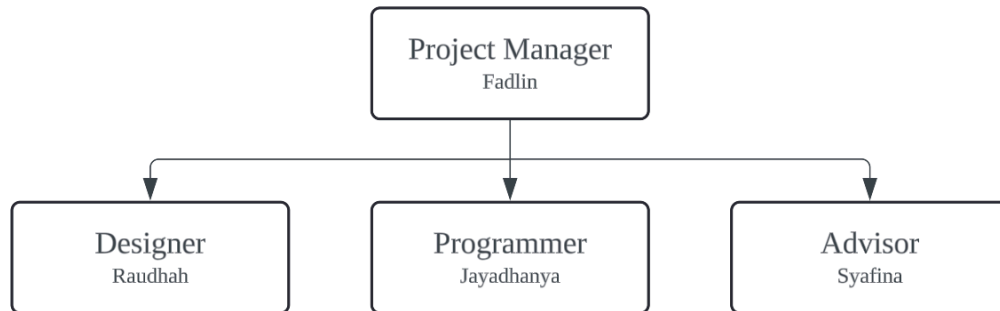 Project Manager
Fadlin
Designer
Raudhah
Programmer
Jayadhanya
Advisor
Syafina